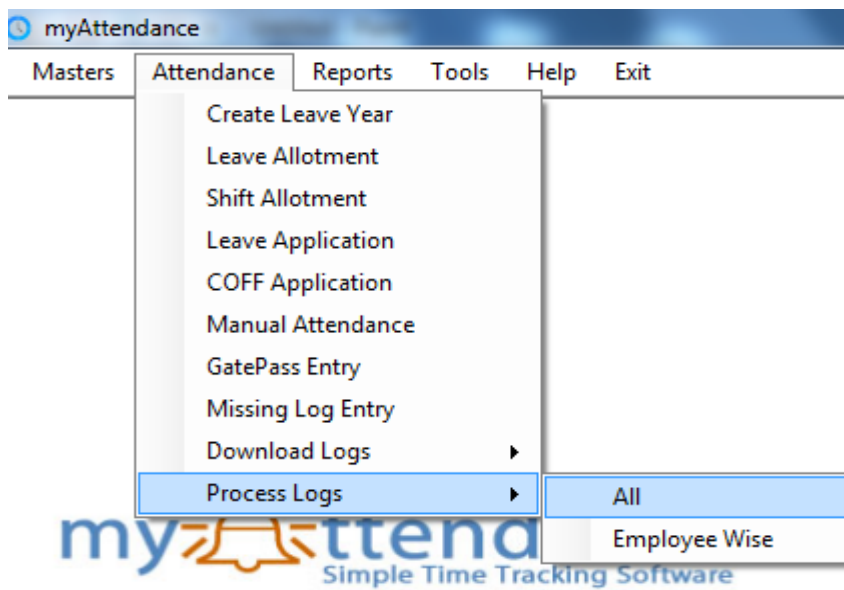 myAttendance
Masters Attendance Reports Tools Help Exit
Create Leave Year
Leave Allotment
Shift Allotment
Leave Application
COFF Application
Manual Attendance
GatePass Entry
Missing Log Entry
Download Logs
Process Logs
All
Employee Wise
Simple Time Tracking Software